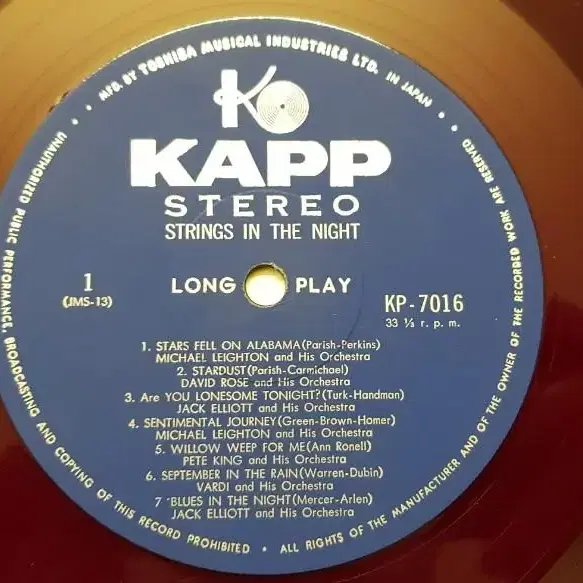 MFG. BY TOSHIBA MUSICAL INDUSTRIES LTD. IN JAPAN
K
KAPP
STEREO
STRINGS IN THE NIGHT
1
(JMS-13)
LONG PLAY
KP-7016
33 ⅓ r. p. m.
1. STARS FELL ON ALABAMA(Parish-Perkins)
MICHAEL LEIGHTON and His Orchestra
2. STARDUST(Parish-Carmichael)
DAVID ROSE and His Orchestra
3. Are YOU LONESOME TONIGHT?(Turk-Handman)
JACK ELLIOTT and His Orchestra
4. SENTIMENTAL JOURNEY(Green-Brown-Homer)
MICHAEL LEIGHTON and His Orchestra
5. WILLOW WEEP FOR ME(Ann Ronell)
PETE KING and His Orchestra
6. SEPTEMBER IN THE RAIN(Warren-Dubin)
VARDI and His Orchestra
7 BLUES IN THE NIGHT(Mercer-Arlen)
JACK ELLIOTT and His Orchestra
UNAUTHORIZED PUBLIC PERFORMANCE, BROADCASTING AND COPYING OF THIS RECORD PROHIBITED • ALL RIGHTS OF THE MANUFACTURER AND OF THE OWNER OF THE RECORDED WORK ARE RESERVED